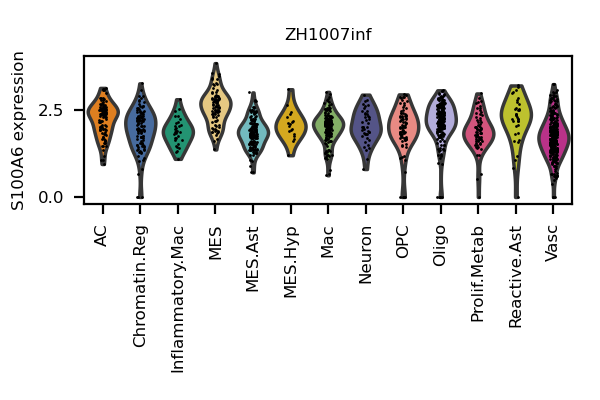 ZH1007inf
S100A6 expression
2.5
0.0
AC
Chromatin.Reg
Inflammatory.Mac
MES
MES.Ast
MES.Hyp
Mac
Neuron
OPC
Oligo
Prolif.Metab
Reactive.Ast
Vasc